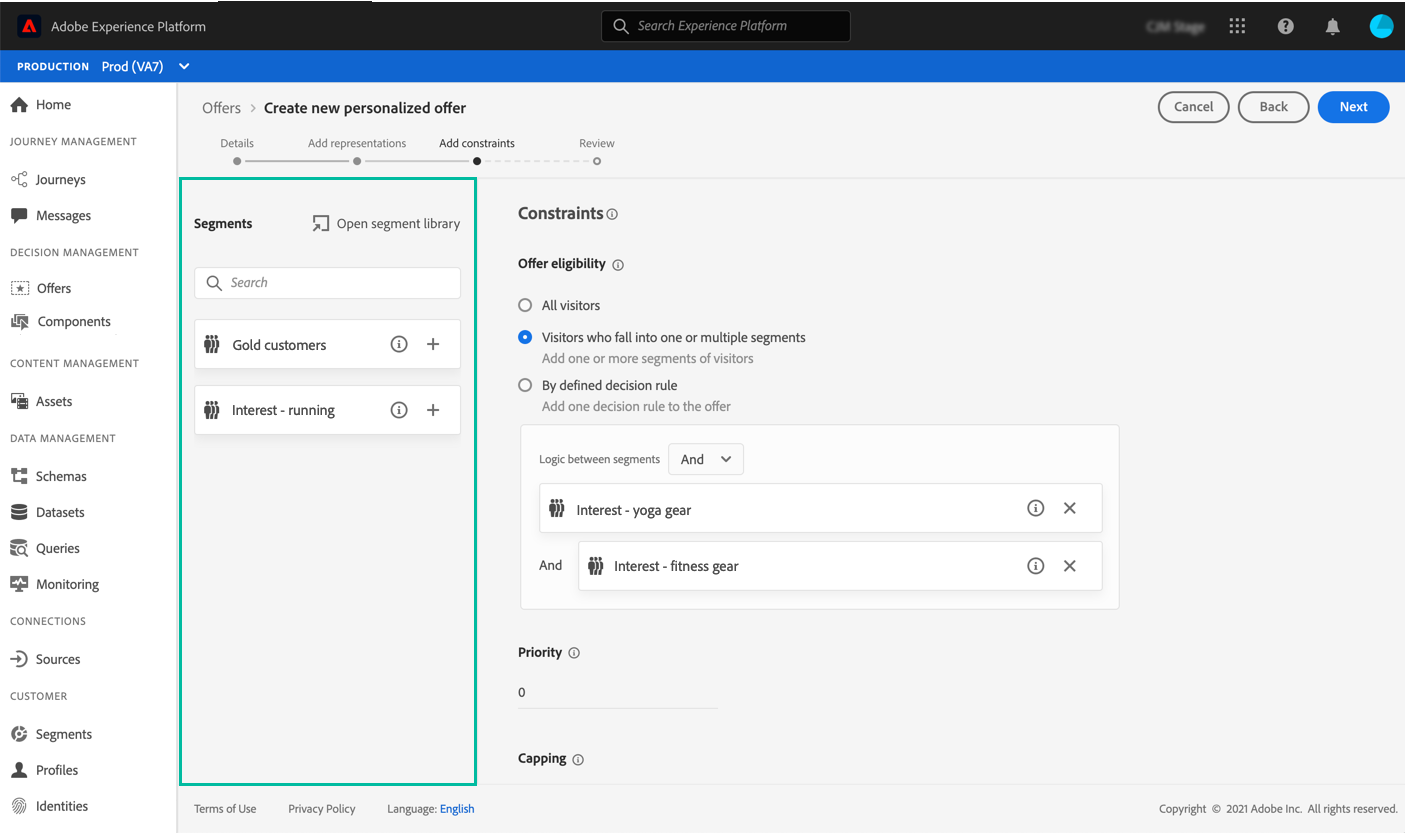 Adobe Experience Platform
Search Experience Platform
CJM Stage
PRODUCTION Prod (VA7)
Home
JOURNEY MANAGEMENT
Journeys
Messages
DECISION MANAGEMENT
Offers
Components
CONTENT MANAGEMENT
Assets
DATA MANAGEMENT
Schemas
Datasets
Queries
Monitoring
CONNECTIONS
Sources
CUSTOMER
Segments
Profiles
Identities
Offers > Create new personalized offer
Cancel
Back
Next
Details
Add representations
Add constraints
Review
Segments
Open segment library
Search
Gold customers
Interest - running
Constraints
Offer eligibility
All visitors
Visitors who fall into one or multiple segments
Add one or more segments of visitors
By defined decision rule
Add one decision rule to the offer
Logic between segments And
Interest - yoga gear
And Interest - fitness gear
Priority
0
Capping
Terms of Use
Privacy Policy
Language: English
Copyright © 2021 Adobe Inc. All rights reserved.